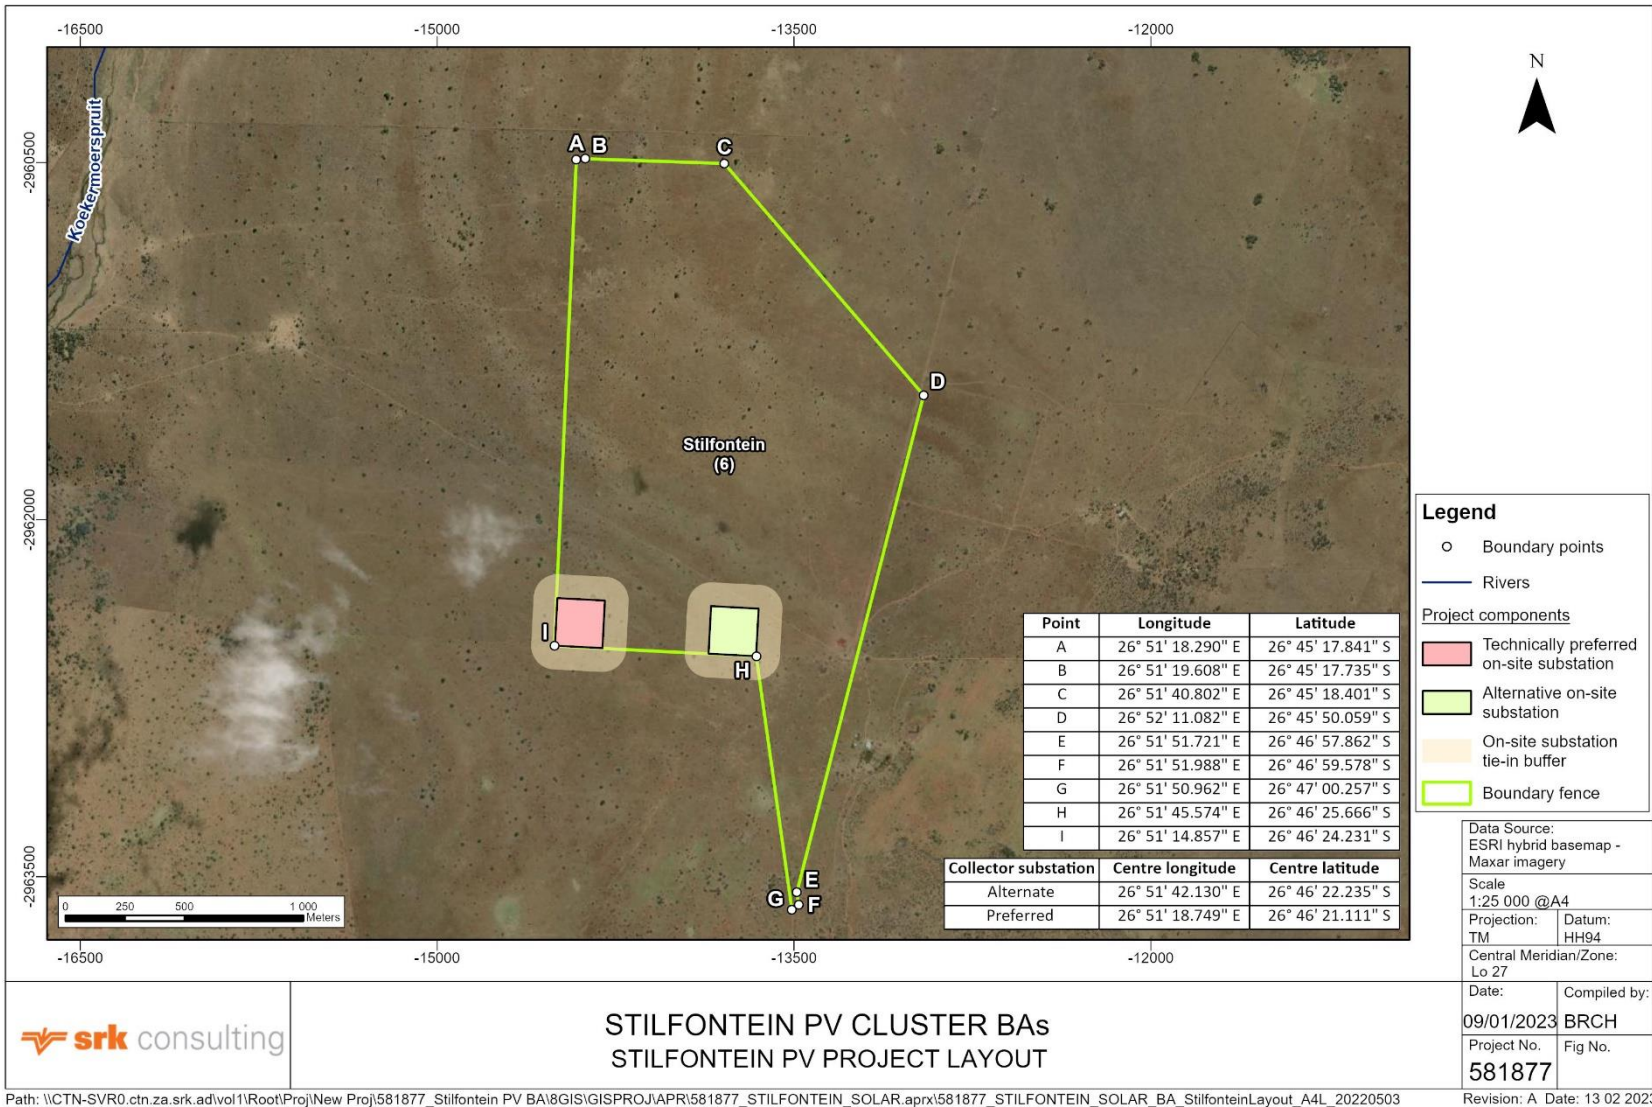 -16500 -15000 -13500 -12000
N
Koekermoerspruit
-2960500
-2962000
-2963500
A B C
D
Stilfontein
(6)
I
H
E
G F
Point Longitude Latitude
A 26° 51' 18.290" E 26° 45' 17.841" S
B 26° 51' 19.608" E 26° 45' 17.735" S
C 26° 51' 40.802" E 26° 45' 18.401" S
D 26° 52' 11.082" E 26° 45' 50.059" S
E 26° 51' 51.721" E 26° 46' 57.862" S
F 26° 51' 51.988" E 26° 46' 59.578" S
G 26° 51' 50.962" E 26° 47' 00.257" S
H 26° 51' 45.574" E 26° 46' 25.666" S
I 26° 51' 14.857" E 26° 46' 24.231" S
Collector substation Centre longitude Centre latitude
Alternate 26° 51' 42.130" E 26° 46' 22.235" S
Preferred 26° 51' 18.749" E 26° 46' 21.111" S
0 250 500 1 000
Meters
-16500 -15000 -13500 -12000
Legend
Boundary points
Rivers
Project components
Technically preferred
on-site substation
Alternative on-site
substation
On-site substation
tie-in buffer
Boundary fence
Data Source:
ESRI hybrid basemap -
Maxar imagery
Scale
1:25 000 @A4
Projection: Datum:
TM HH94
Central Meridian/Zone:
Lo 27
Date: Compiled by:
09/01/2023 BRCH
Project No. Fig No.
581877
srk consulting
STILFONTEIN PV CLUSTER BAs
STILFONTEIN PV PROJECT LAYOUT
Path: \\CTN-SVR0.ctn.za.srk.ad\vol1\Root\Proj\New Proj\581877_Stilfontein PV BA\8GIS\GISPROJ\APR\581877_STILFONTEIN_SOLAR.aprx\581877_STILFONTEIN_SOLAR_BA_StilfonteinLayout_A4L_20220503
Revision: A Date: 13 02 2023